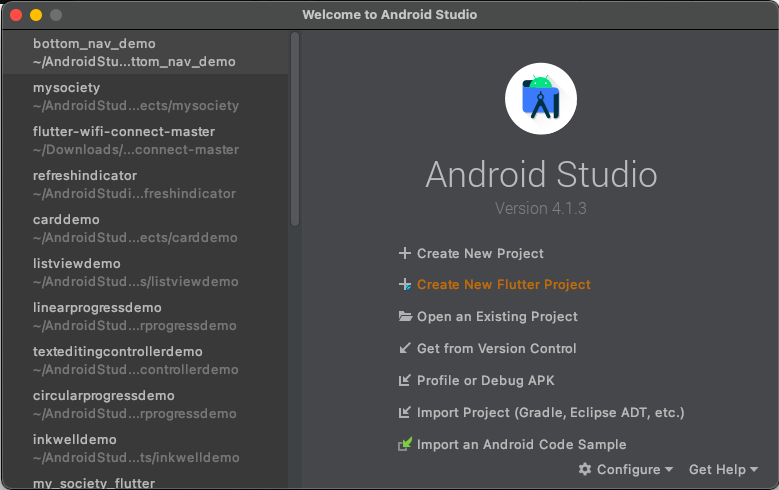 Welcome to Android Studio
bottom_nav_demo
~/AndroidStu...ttom_nav_demo
mysociety
~/AndroidStud...ects/mysociety
flutter-wifi-connect-master
~/Downloads/...connect-master
refreshindicator
~/AndroidStudi...freshindicator
carddemo
~/AndroidStud...ects/carddemo
listviewdemo
~/AndroidStud...s/listviewdemo
linearprogressdemo
~/AndroidStud...rprogressdemo
texteditingcontrollerdemo
~/AndroidStud...controllerdemo
circularprogressdemo
~/AndroidStud...rprogressdemo
inkwelldemo
~/AndroidStud...ts/inkwelldemo
my_society_flutter
Android Studio
Version 4.1.3
Create New Project
Create New Flutter Project
Open an Existing Project
Get from Version Control
Profile or Debug APK
Import Project (Gradle, Eclipse ADT, etc.)
Import an Android Code Sample
Configure
Get Help